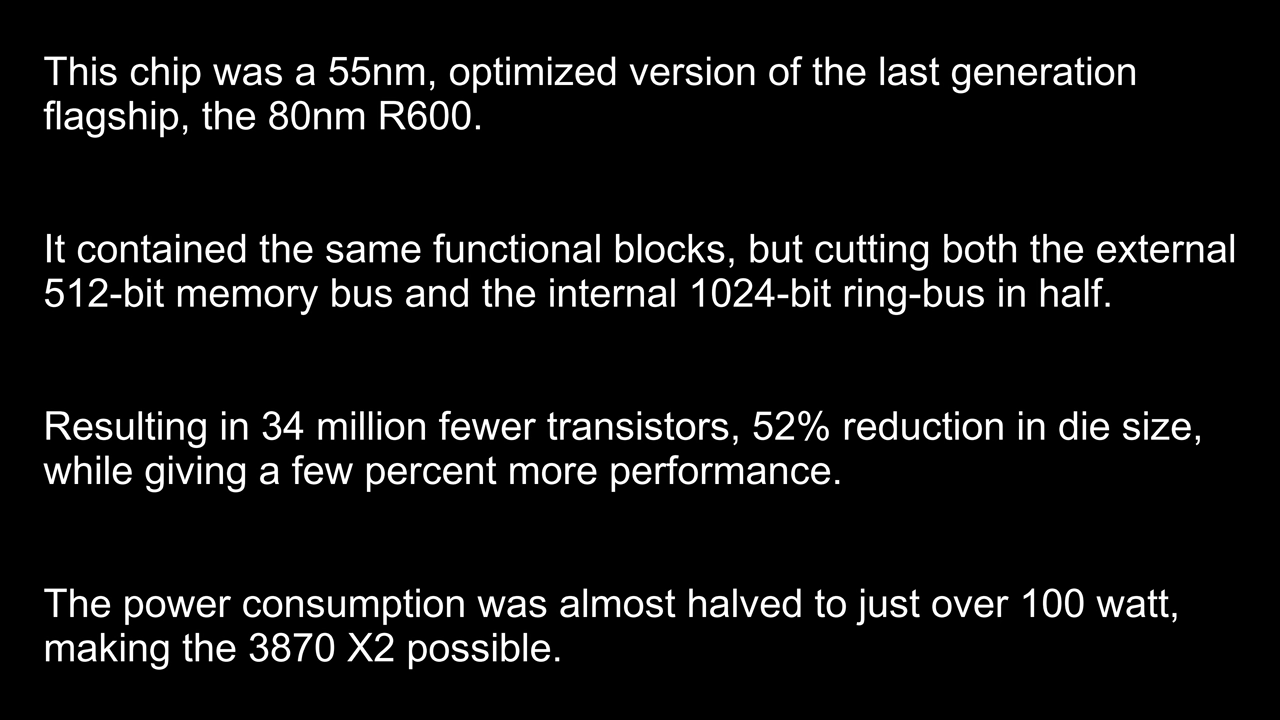 This chip was a 55nm, optimized version of the last generation
flagship, the 80nm R600.
It contained the same functional blocks, but cutting both the external
512-bit memory bus and the internal 1024-bit ring-bus in half.
Resulting in 34 million fewer transistors, 52% reduction in die size,
while giving a few percent more performance.
The power consumption was almost halved to just over 100 watt,
making the 3870 X2 possible.